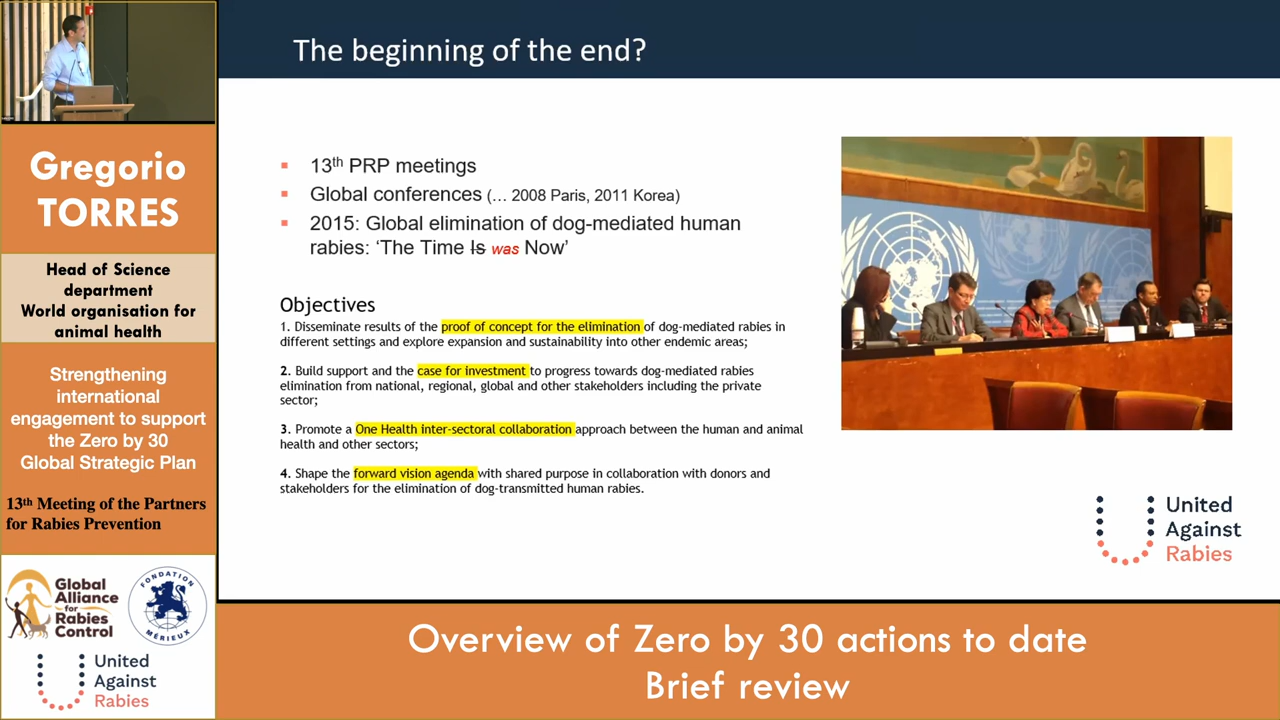 The beginning of the end?
Gregorio
TORRES
Head of Science
department
World organisation for
animal health
Strengthening
international
engagement to support
the Zero by 30
Global Strategic Plan
13th Meeting of the Partners
for Rabies Prevention
Global
Alliance
for
Rabies
Control
FONDATION
MÉRIEUX
United
Against
Rabies
▪ 13th PRP meetings
▪ Global conferences (... 2008 Paris, 2011 Korea)
▪ 2015: Global elimination of dog-mediated human
rabies: ‘The Time Is was Now’
Objectives
1. Disseminate results of the proof of concept for the elimination of dog-mediated rabies in
different settings and explore expansion and sustainability into other endemic areas;
2. Build support and the case for investment to progress towards dog-mediated rabies
elimination from national, regional, global and other stakeholders including the private
sector;
3. Promote a One Health inter-sectoral collaboration approach between the human and animal
health and other sectors;
4. Shape the forward vision agenda with shared purpose in collaboration with donors and
stakeholders for the elimination of dog-transmitted human rabies.
United
Against
Rabies
Overview of Zero by 30 actions to date
Brief review